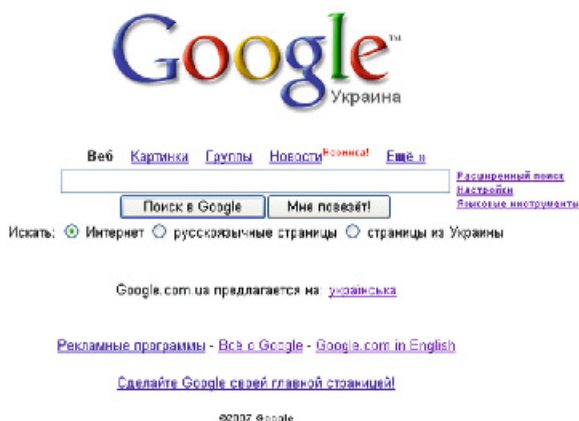 Google™
Украина
Веб Картинки Группы Новости Новинка! Ещё »
Расширенный поиск
Настройки
Языковые инструменты
Поиск в Google Мне повезёт!
Искать: Интернет русскоязычные страницы страницы из Украины
Google.com.ua предлагается на: українська
Рекламные программы - Всё о Google - Google.com in English
Сделайте Google своей главной страницей!
©2007 Google